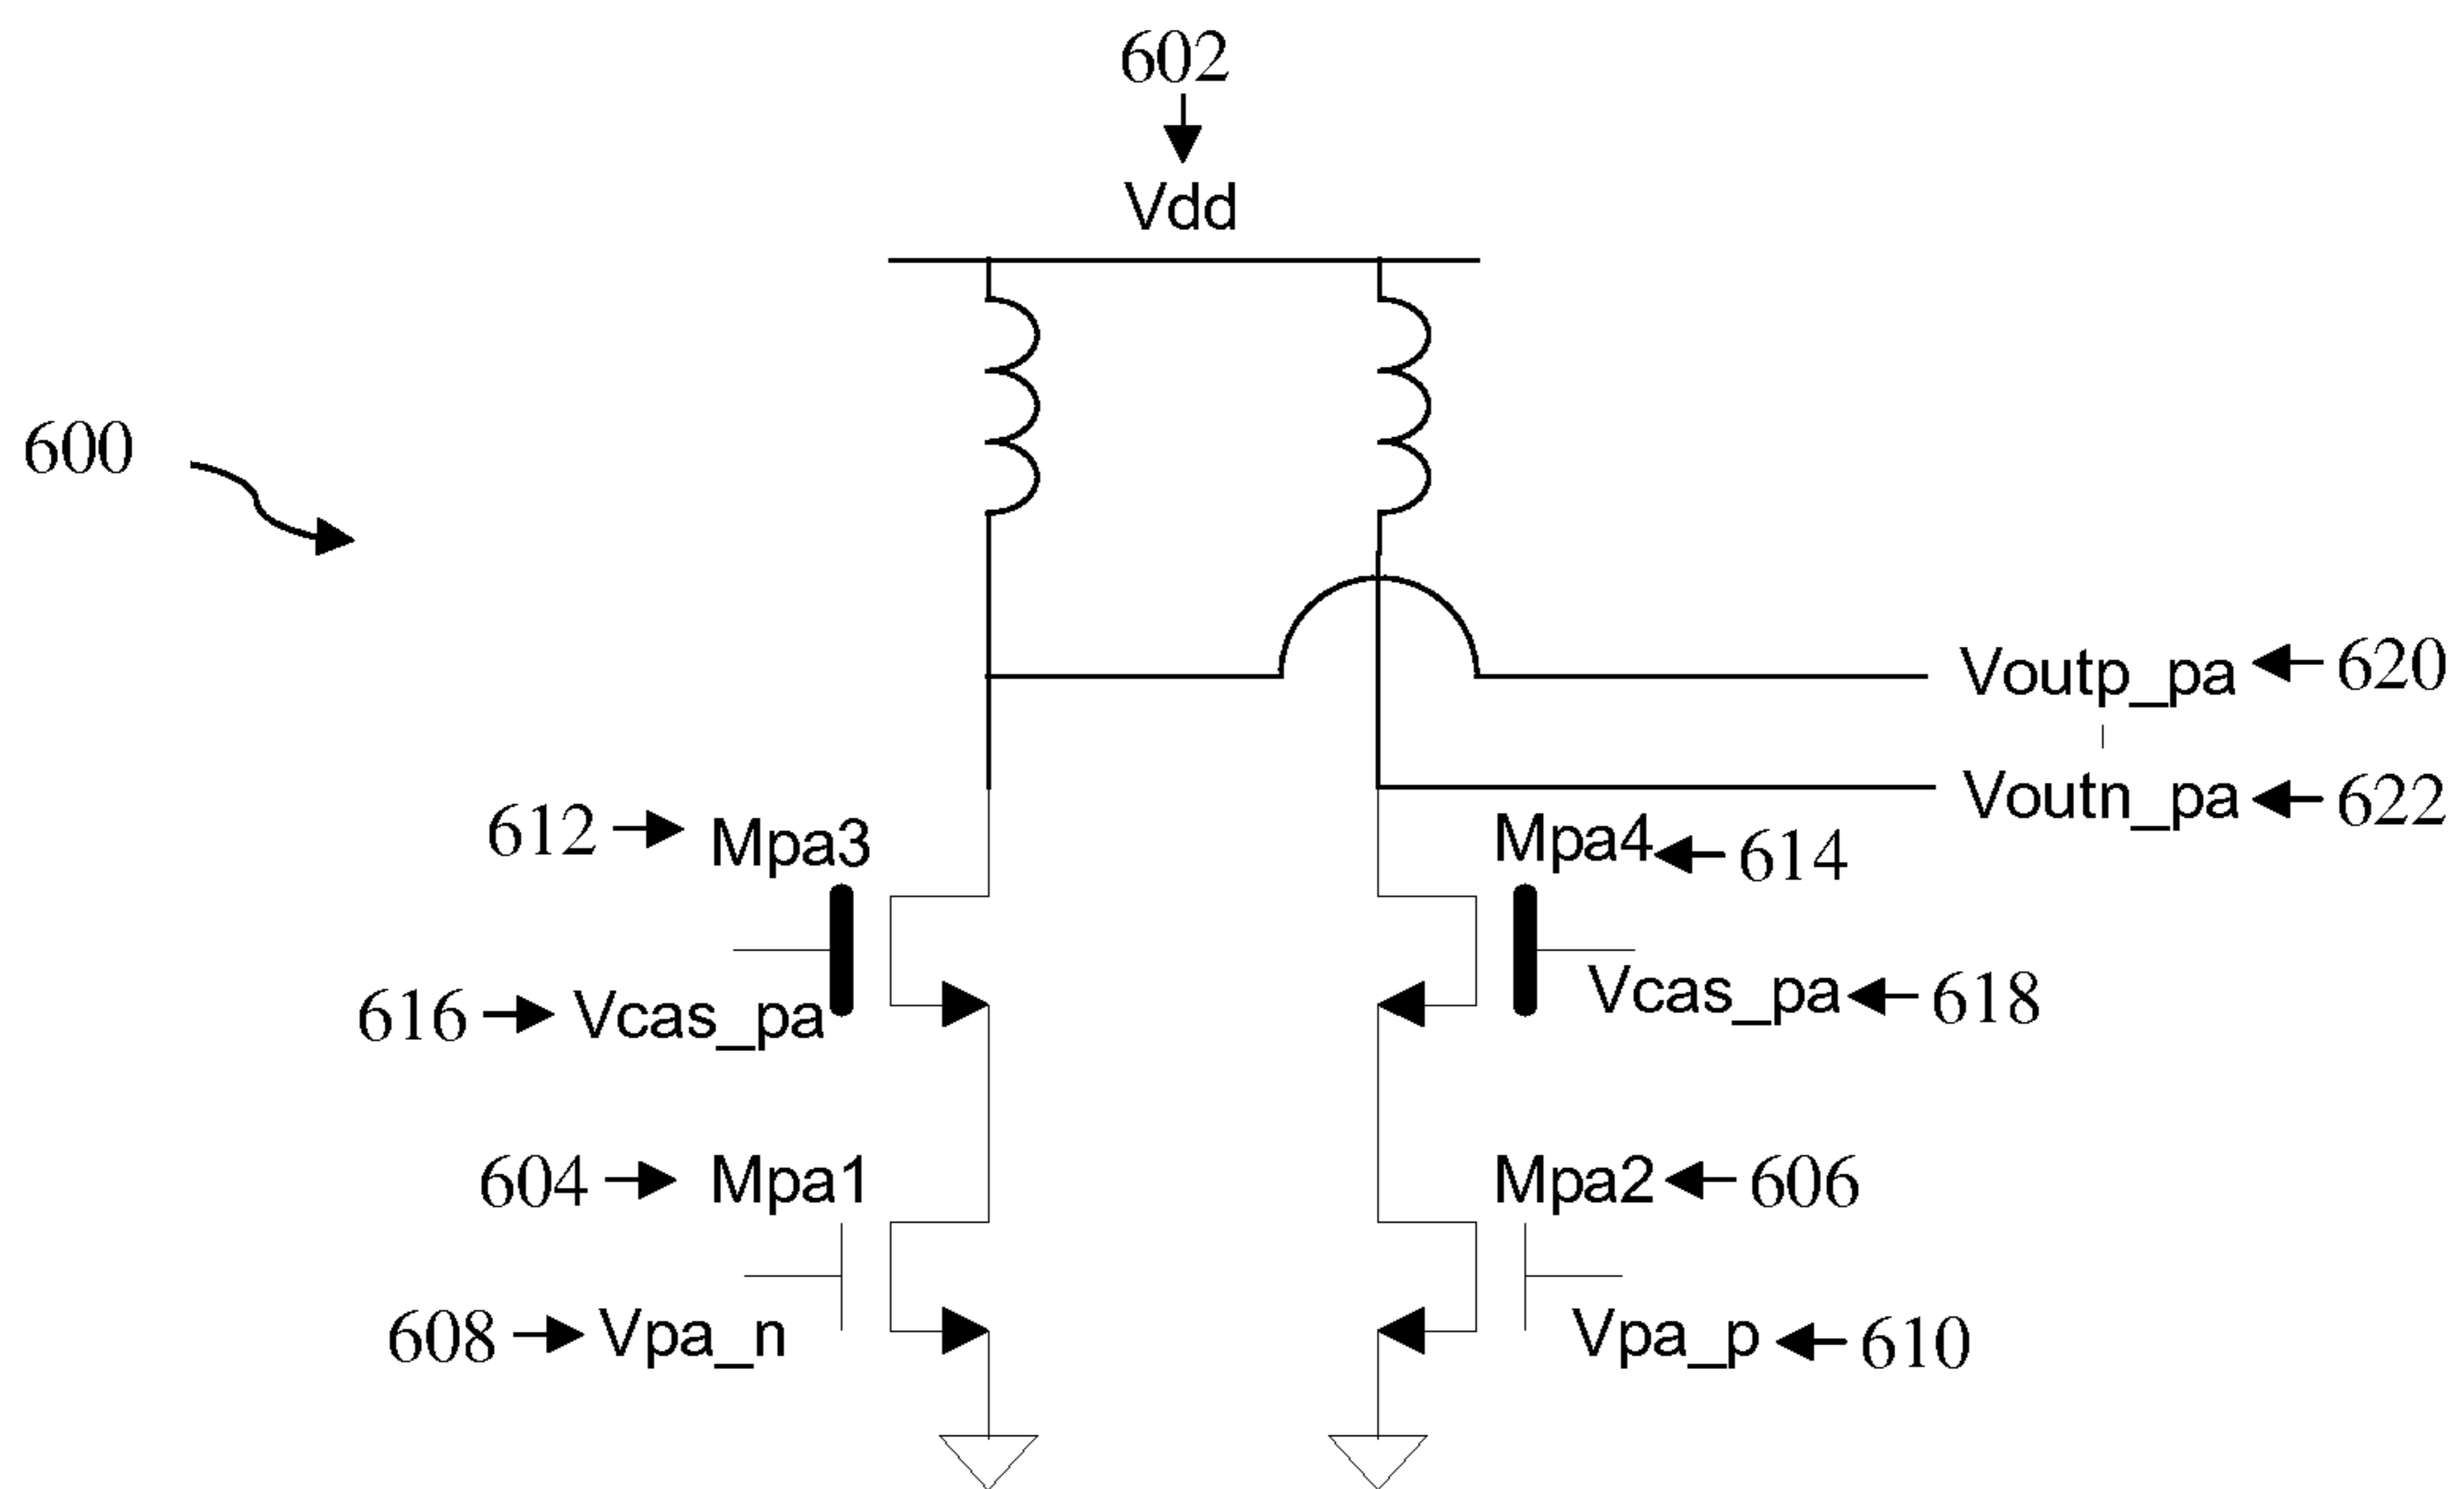 602
Vdd
600
Voutp_pa 620
Voutn_pa 622
612 Mpa3
Mpa4 614
616 Vcas_pa
Vcas_pa 618
604 Mpa1
Mpa2 606
608 Vpa_n
Vpa_p 610